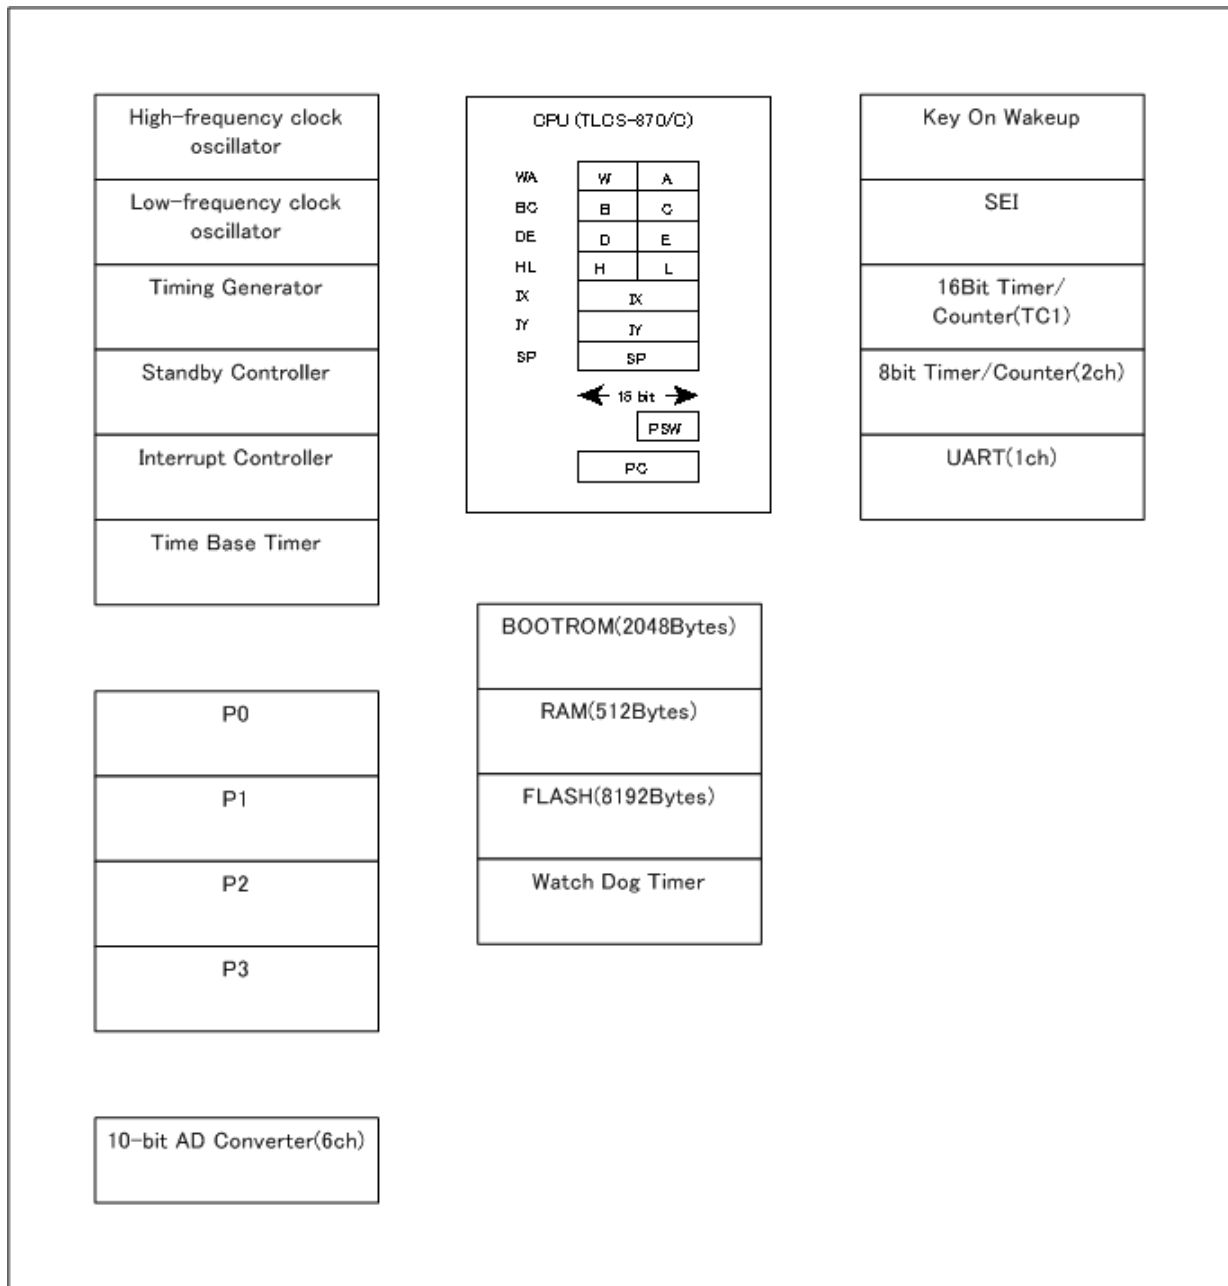 High-frequency clock
oscillator
Low-frequency clock
oscillator
Timing Generator
Standby Controller
Interrupt Controller
Time Base Timer
P0
P1
P2
P3
10-bit AD Converter(6ch)
CPU (TLCS-870/C)
WA W A
BC B C
DE D E
HL H L
IX IX
IY IY
SP SP
16 bit
PSW
PC
BOOTROM(2048Bytes)
RAM(512Bytes)
FLASH(8192Bytes)
Watch Dog Timer
Key On Wakeup
SEI
16Bit Timer/
Counter(TC1)
8bit Timer/Counter(2ch)
UART(1ch)